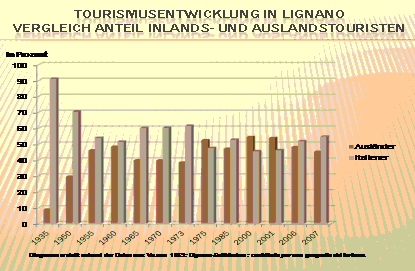 TOURISMUSENTWICKLUNG IN LIGNANO
VERGLEICH ANTEIL INLANDS- UND AUSLANDSTOURISTEN
In Prozent
100
90
80
70
60
50
40
30
20
10
0
Ausländer
Italiener
1935 1950 1955 1960 1965 1970 1973 1975 1985 2000 2001 2006 2007